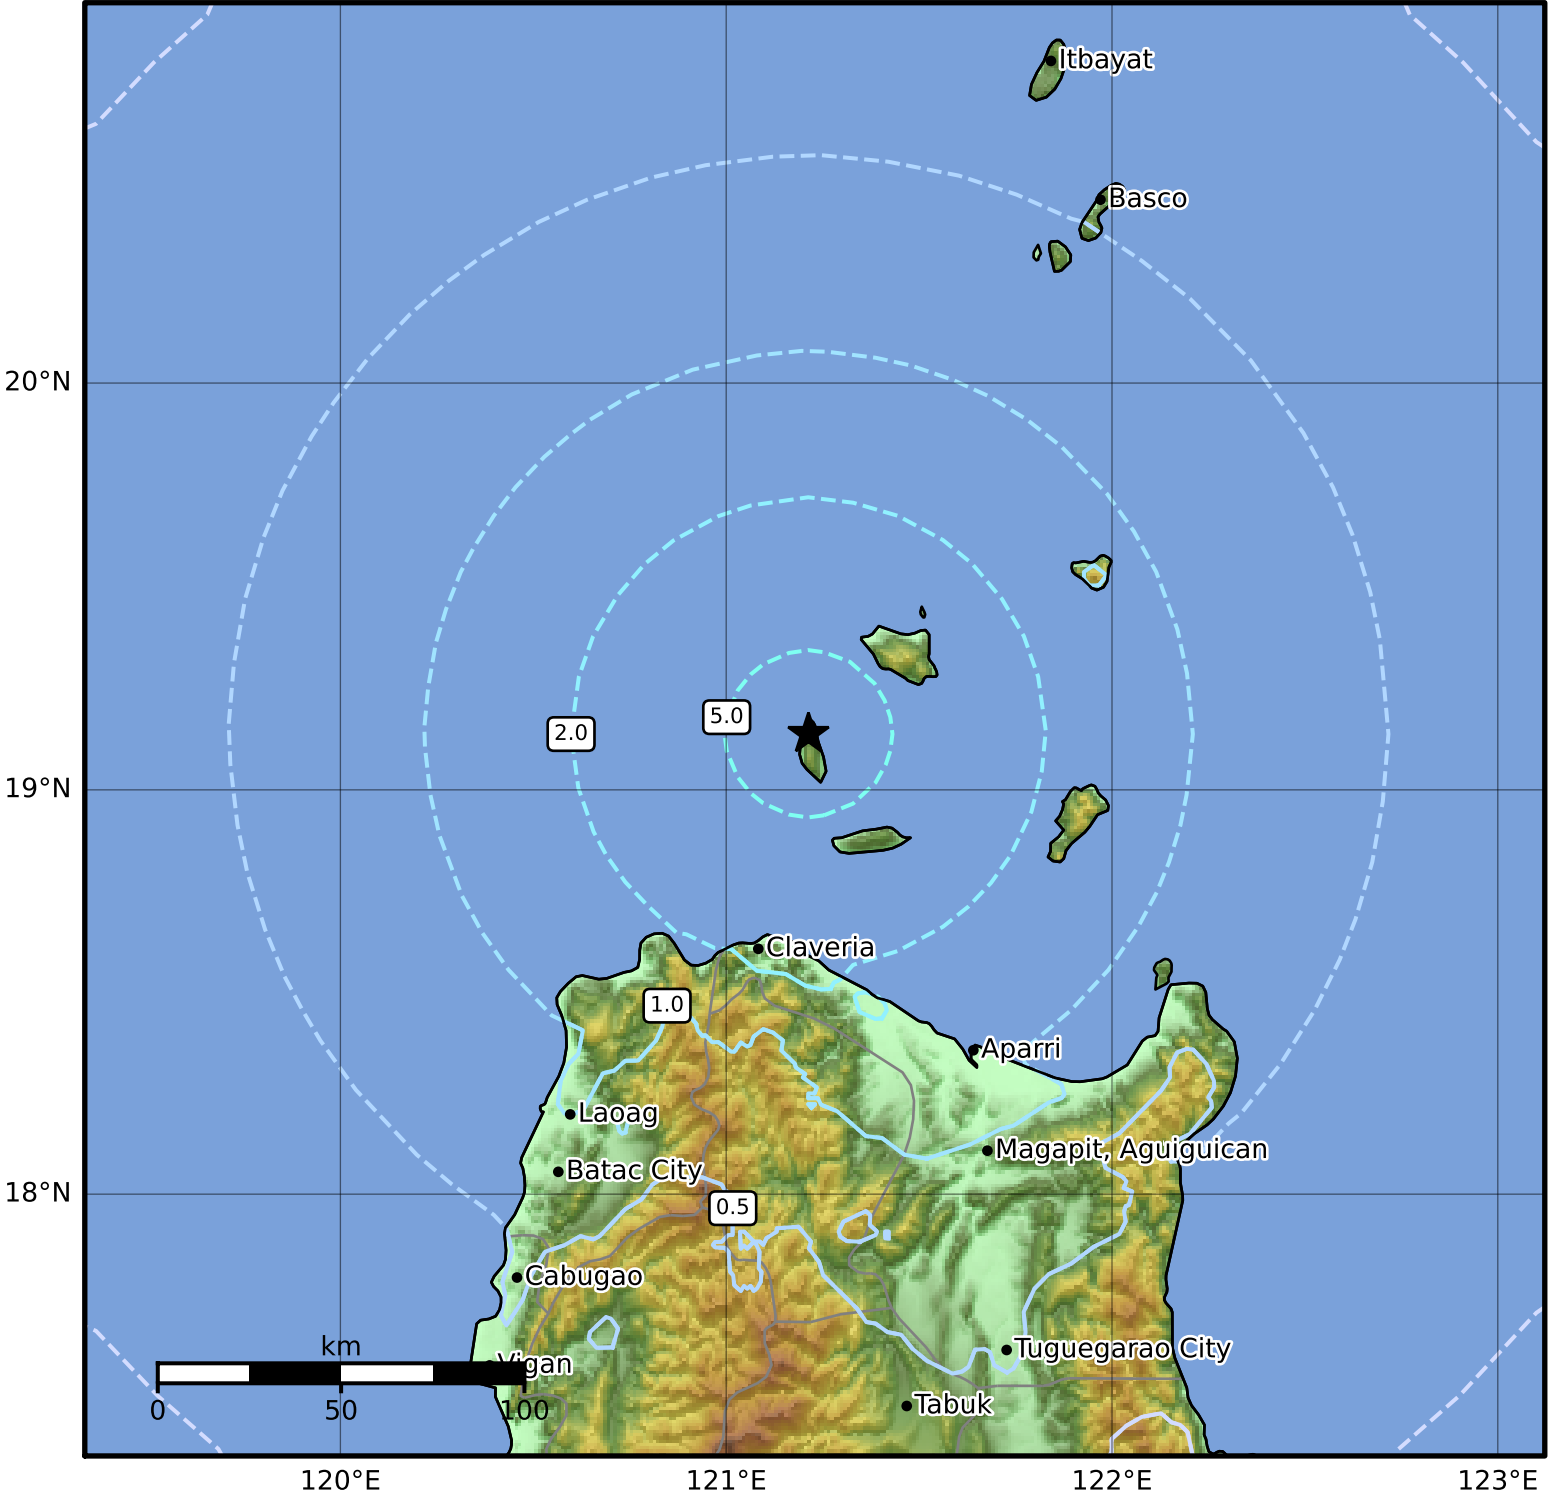 Itbayat
Basco
20°N
5.0
2.0
19°N
Claveria
1.0
Aparri
Laoag
Magapit, Aguiguican
Batac City
18°N
0.5
Cabugao
km
Tuguegarao City
Vigan
Tabuk
0 50 100
120°E 121°E 122°E 123°E